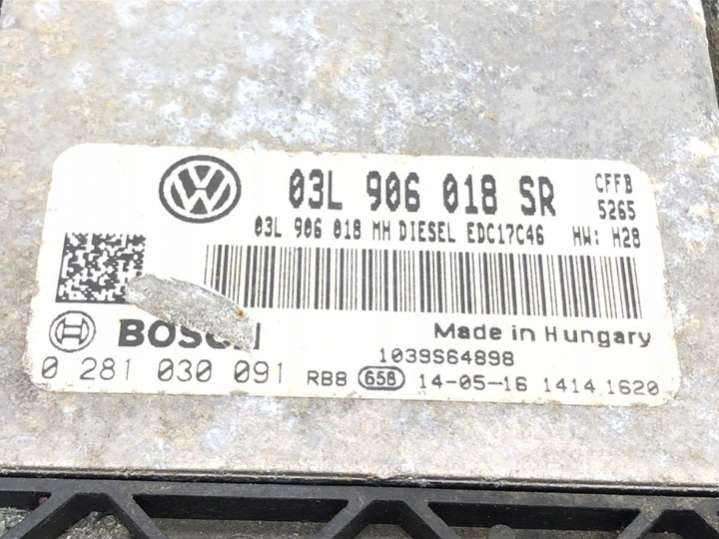 03L 906 018 SR CFFB
5265
03L 906 018 MH DIESEL EDC17C46 HW: H28
BOSCH Made in Hungary
1039S64898
0 281 030 091 RB8 658 14-05-16 1414 1620